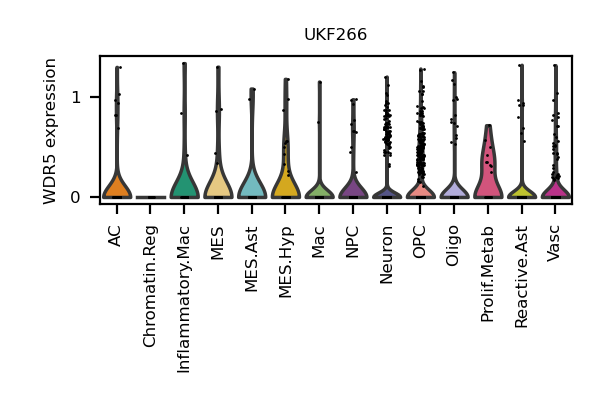 UKF266
WDR5 expression
1
0
AC
Chromatin.Reg
Inflammatory.Mac
MES
MES.Ast
MES.Hyp
Mac
NPC
Neuron
OPC
Oligo
Prolif.Metab
Reactive.Ast
Vasc